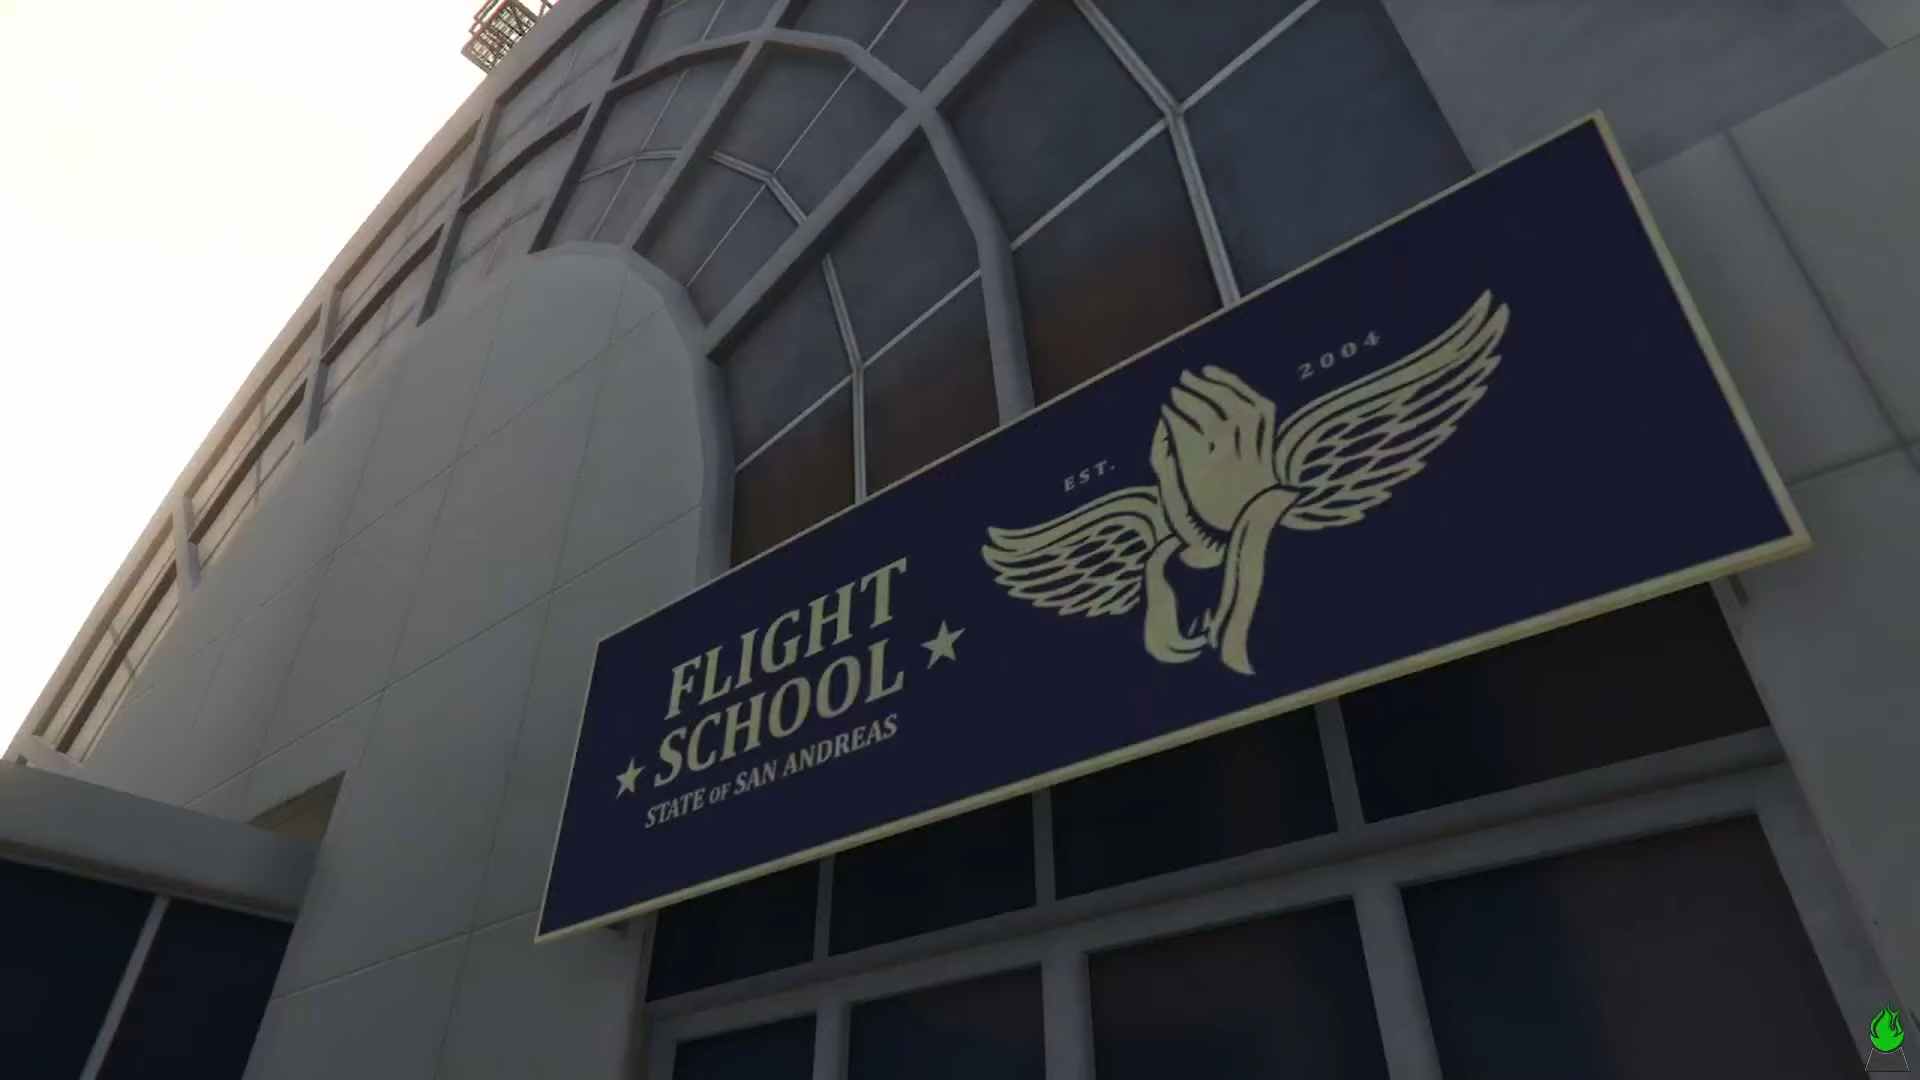 FLIGHT
SCHOOL
STATE OF SAN ANDREAS
EST.
2004